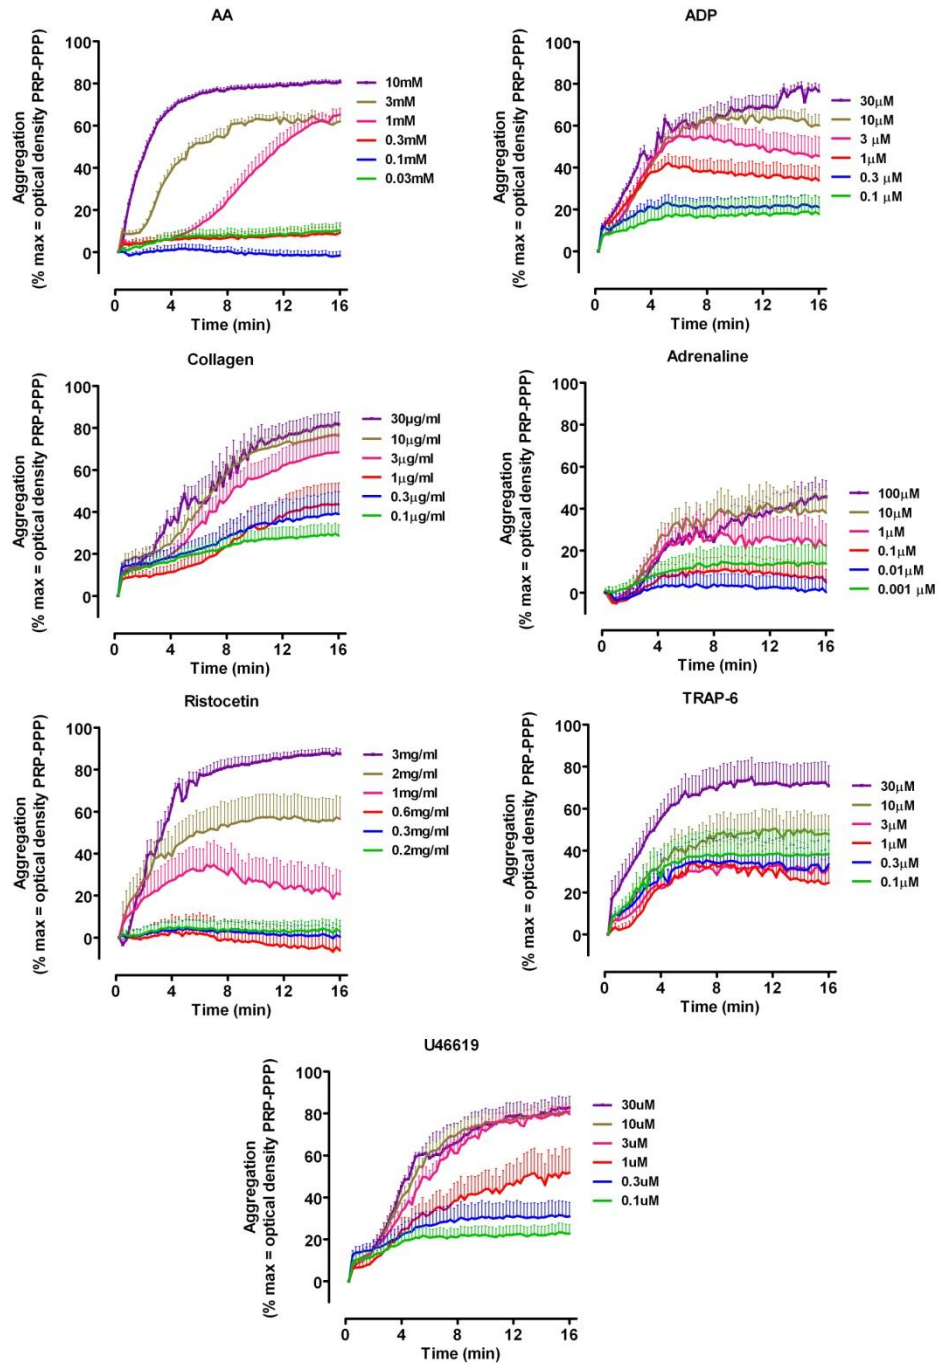 AA
Aggregation
(% max = optical density PRP-PPP)
100
80
60
40
20
0
0 4 8 12 16
Time (min)
10mM
3mM
1mM
0.3mM
0.1mM
0.03mM
ADP
Aggregation
(% max = optical density PRP-PPP)
100
80
60
40
20
0
0 4 8 12 16
Time (min)
30μM
10μM
3 μM
1μM
0.3 μM
0.1 μM
Collagen
Aggregation
(% max = optical density PRP-PPP)
100
80
60
40
20
0
0 4 8 12 16
Time (min)
30μg/ml
10μg/ml
3μg/ml
1μg/ml
0.3μg/ml
0.1μg/ml
Adrenaline
Aggregation
(% max = optical density PRP-PPP)
100
80
60
40
20
0
0 4 8 12 16
Time (min)
100μM
10μM
1μM
0.1μM
0.01μM
0.001 μM
Ristocetin
Aggregation
(% max = optical density PRP-PPP)
100
80
60
40
20
0
0 4 8 12 16
Time (min)
3mg/ml
2mg/ml
1mg/ml
0.6mg/ml
0.3mg/ml
0.2mg/ml
TRAP-6
Aggregation
(% max = optical density PRP-PPP)
100
80
60
40
20
0
0 4 8 12 16
Time (min)
30μM
10μM
3μM
1μM
0.3μM
0.1μM
U46619
Aggregation
(% max = optical density PRP-PPP)
100
80
60
40
20
0
0 4 8 12 16
Time (min)
30uM
10uM
3uM
1uM
0.3uM
0.1uM